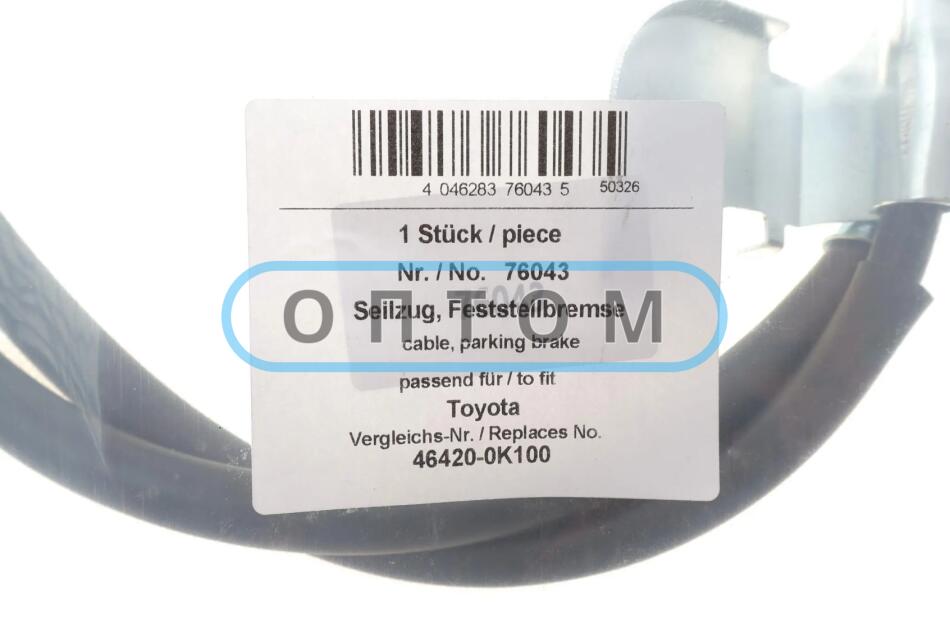 4 046283 76043 5 50326
1 Stück / piece
Nr. / No. 76043
ОПТОМ
Seilzug, Feststellbremse
cable, parking brake
passend für / to fit
Toyota
Vergleichs-Nr. / Replaces No.
46420-0K100